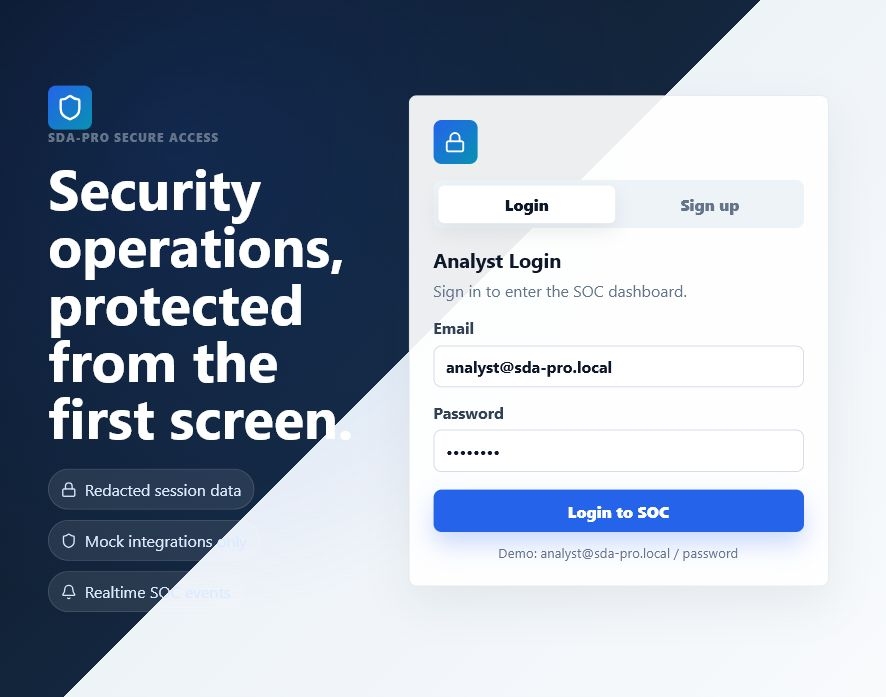 SDA-PRO SECURE ACCESS
Security
operations,
protected
from the
first screen.
Redacted session data
Mock integrations only
Realtime SOC events
Login
Sign up
Analyst Login
Sign in to enter the SOC dashboard.
Email
analyst@sda-pro.local
Password
••••••••
Login to SOC
Demo: analyst@sda-pro.local / password